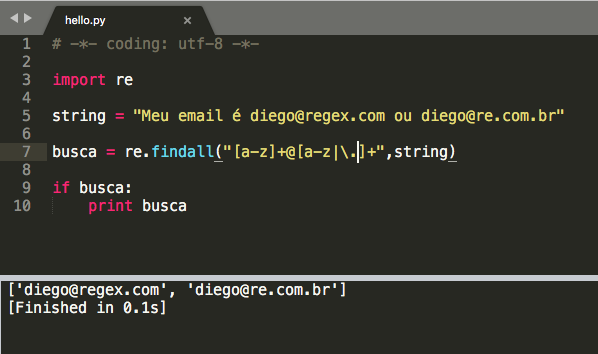 hello.py
1 # -*- coding: utf-8 -*-
2
3 import re
4
5 string = "Meu email é diego@regex.com ou diego@re.com.br"
6
7 busca = re.findall("[a-z]+@[a-z|\.]+",string)
8
9 if busca:
10     print busca
['diego@regex.com', 'diego@re.com.br']
[Finished in 0.1s]